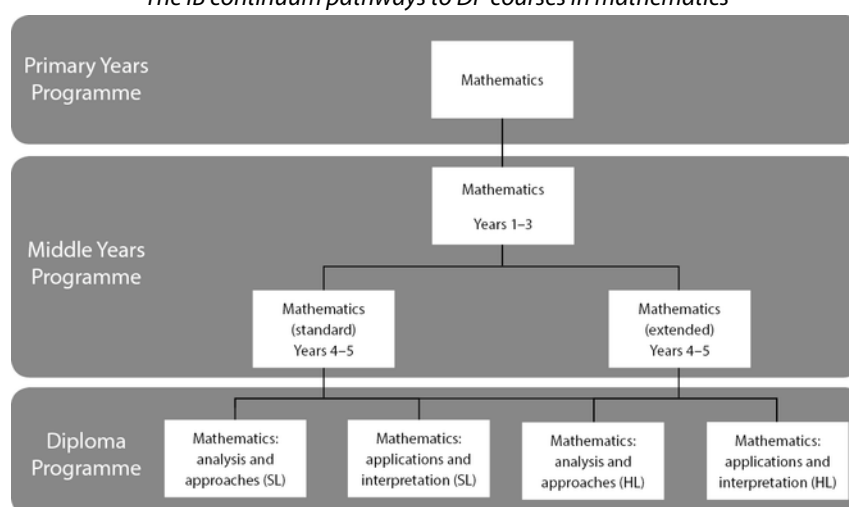 The IB continuum pathways to DP courses in mathematics
Primary Years
Programme
Mathematics
Middle Years
Programme
Mathematics
Years 1–3
Mathematics
(standard)
Years 4–5
Mathematics
(extended)
Years 4–5
Diploma
Programme
Mathematics:
analysis and
approaches (SL)
Mathematics:
applications and
interpretation (SL)
Mathematics:
analysis and
approaches (HL)
Mathematics:
applications and
interpretation (HL)